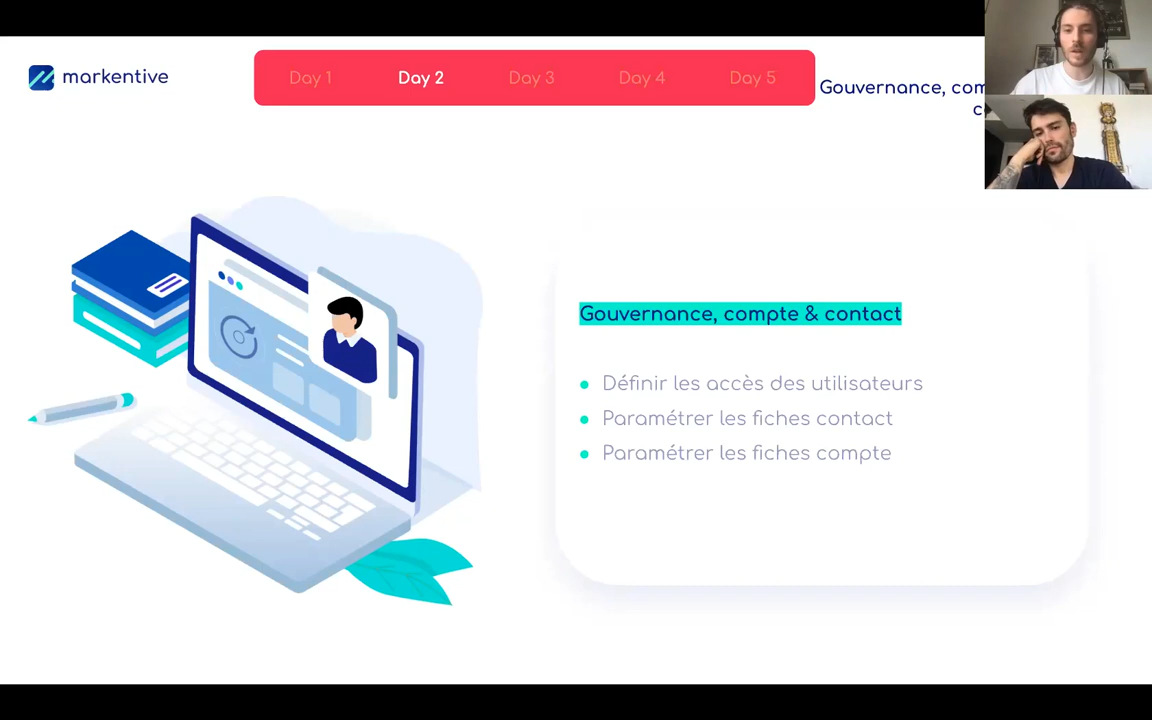 markentive
Day 1 Day 2 Day 3 Day 4 Day 5
Gouvernance,
Gouvernance, compte & contact
Définir les accès des utilisateurs
Paramétrer les fiches contact
Paramétrer les fiches compte